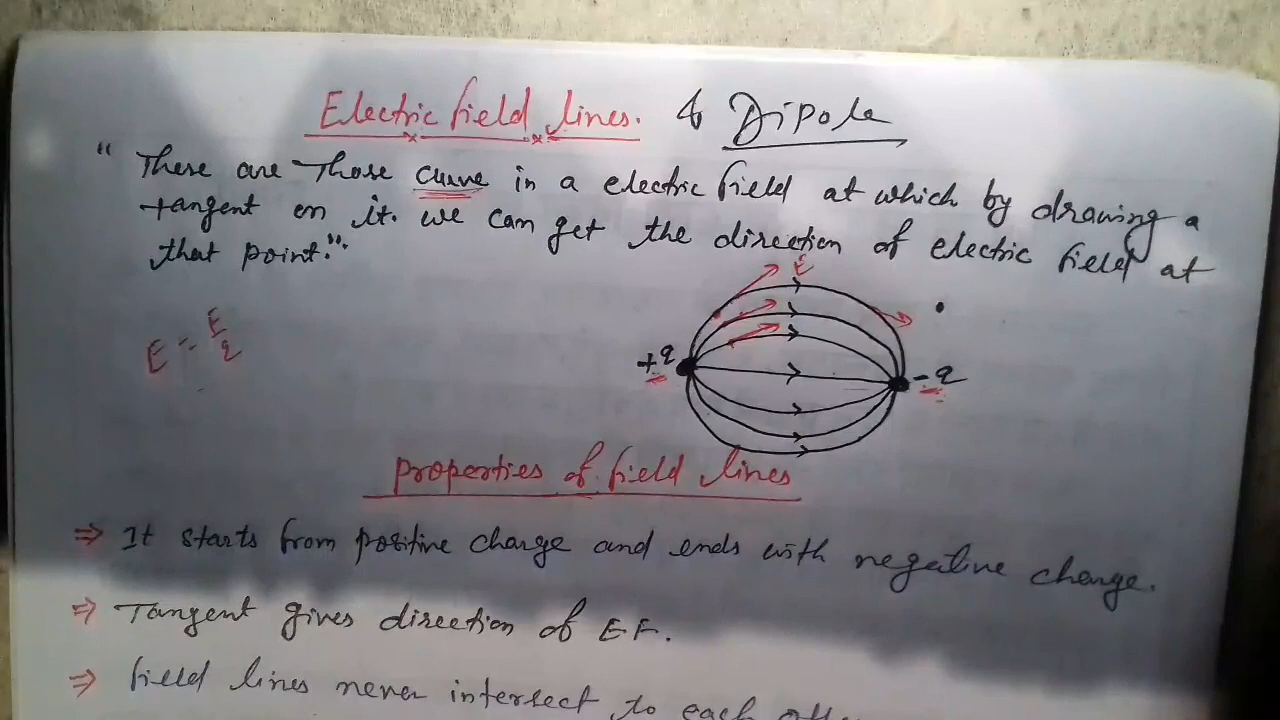 Electric field lines. & Dipole
"There are Those curve in a electric field at which by drawing a
tangent on it. we can get the direction of electric field at
that point".
E
E = E/q
+q
-q
properties of field lines
⇒ It starts from positive charge and ends with negative charge.
⇒ Tangent gives direction of EF.
⇒ field lines never intersect to each